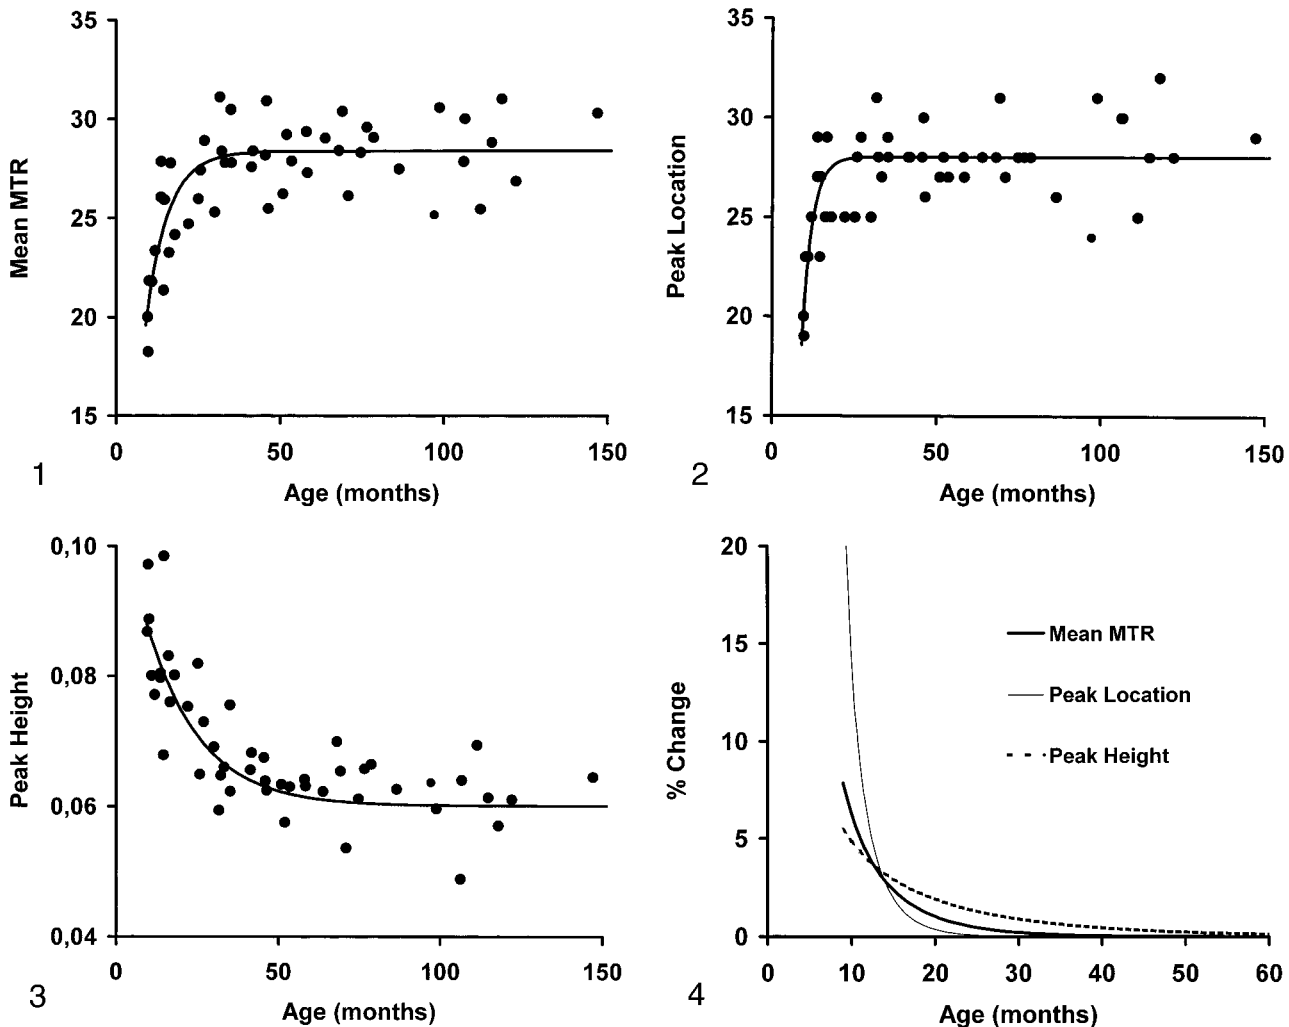 35
30
25
20
15
Mean MTR
0 50 100 150
Age (months)
1
35
30
25
20
15
Peak Location
0 50 100 150
Age (months)
2
0,10
0,08
0,06
0,04
Peak Height
0 50 100 150
Age (months)
3
20
15
10
5
0
% Change
Mean MTR
Peak Location
Peak Height
0 10 20 30 40 50 60
Age (months)
4